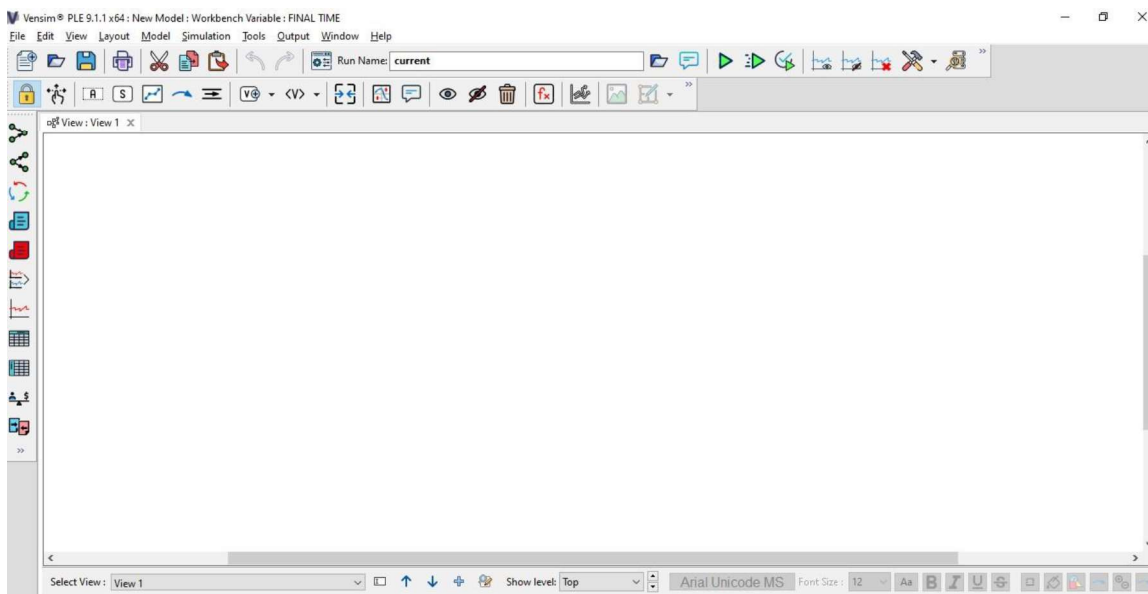 Vensim® PLE 9.1.1 x64 : New Model : Workbench Variable : FINAL TIME
File Edit View Layout Model Simulation Tools Output Window Help
Run Name: current
A S V <V> fx
View : View 1
Select View : View 1 Show level: Top Arial Unicode MS Font Size : 12 Aa B I U S